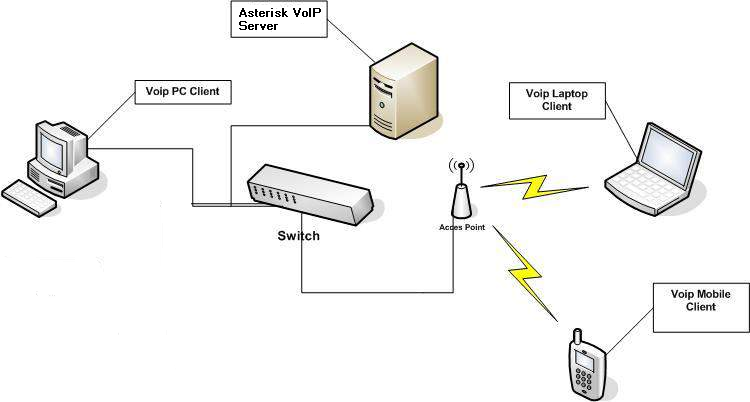 Asterisk VoIP
Server
Voip PC Client
Voip Laptop
Client
Acces Point
Switch
Voip Mobile
Client